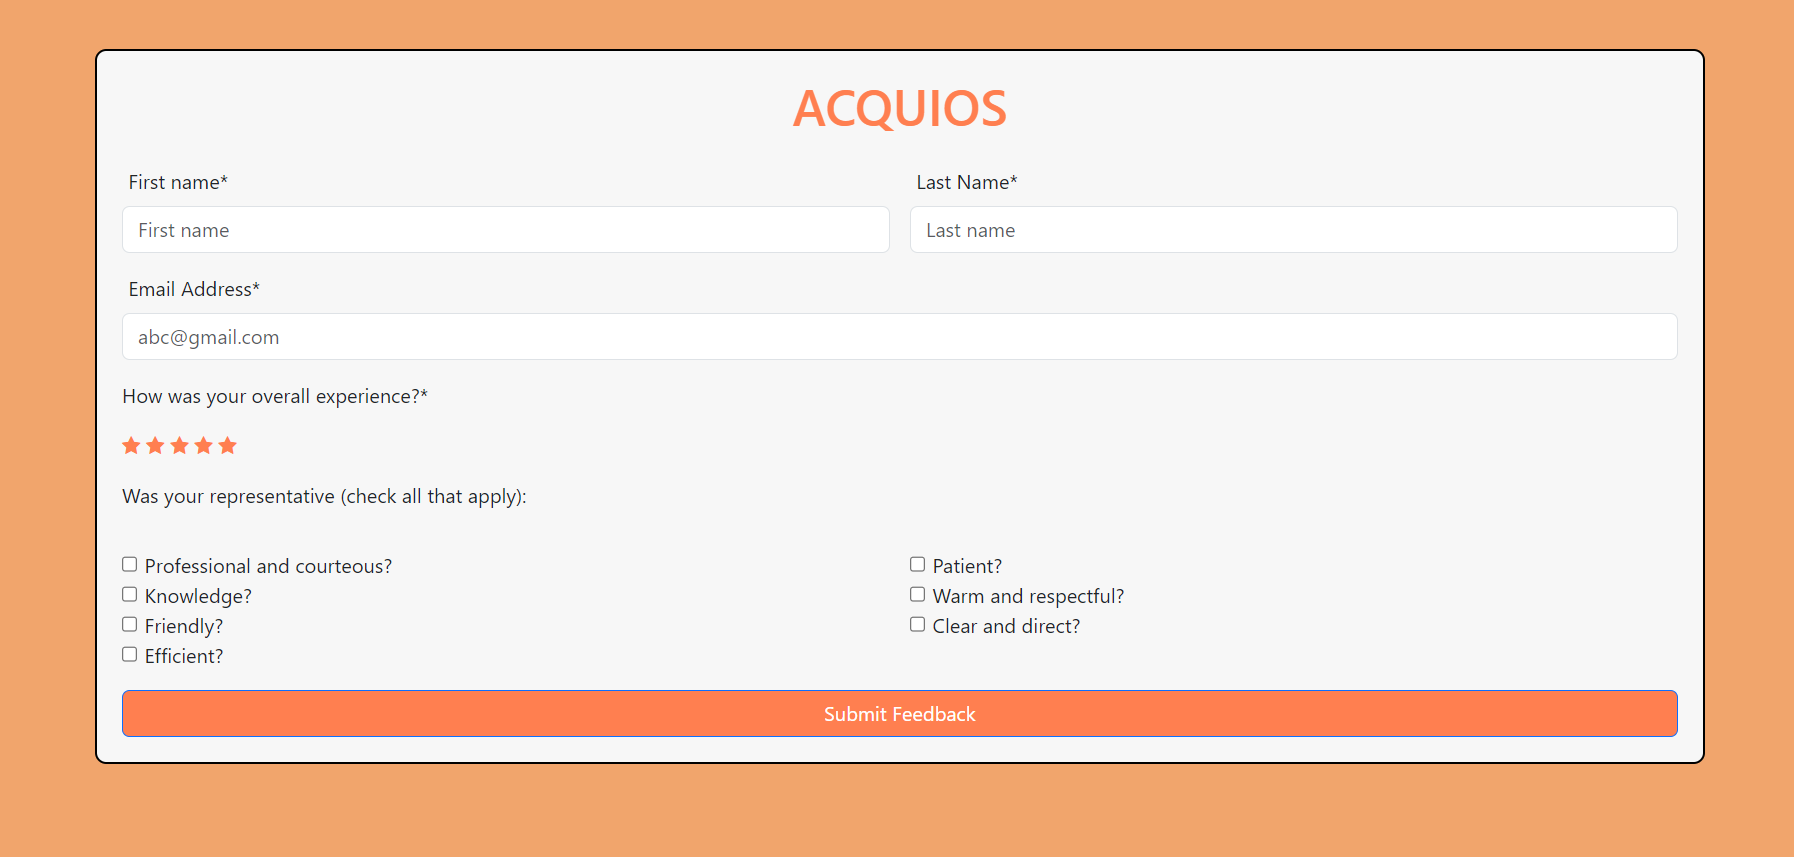 ACQUIOS
First name* Last Name*
First name Last name
Email Address*
abc@gmail.com
How was your overall experience?*
Was your representative (check all that apply):
Professional and courteous? Patient?
Knowledge? Warm and respectful?
Friendly? Clear and direct?
Efficient?
Submit Feedback